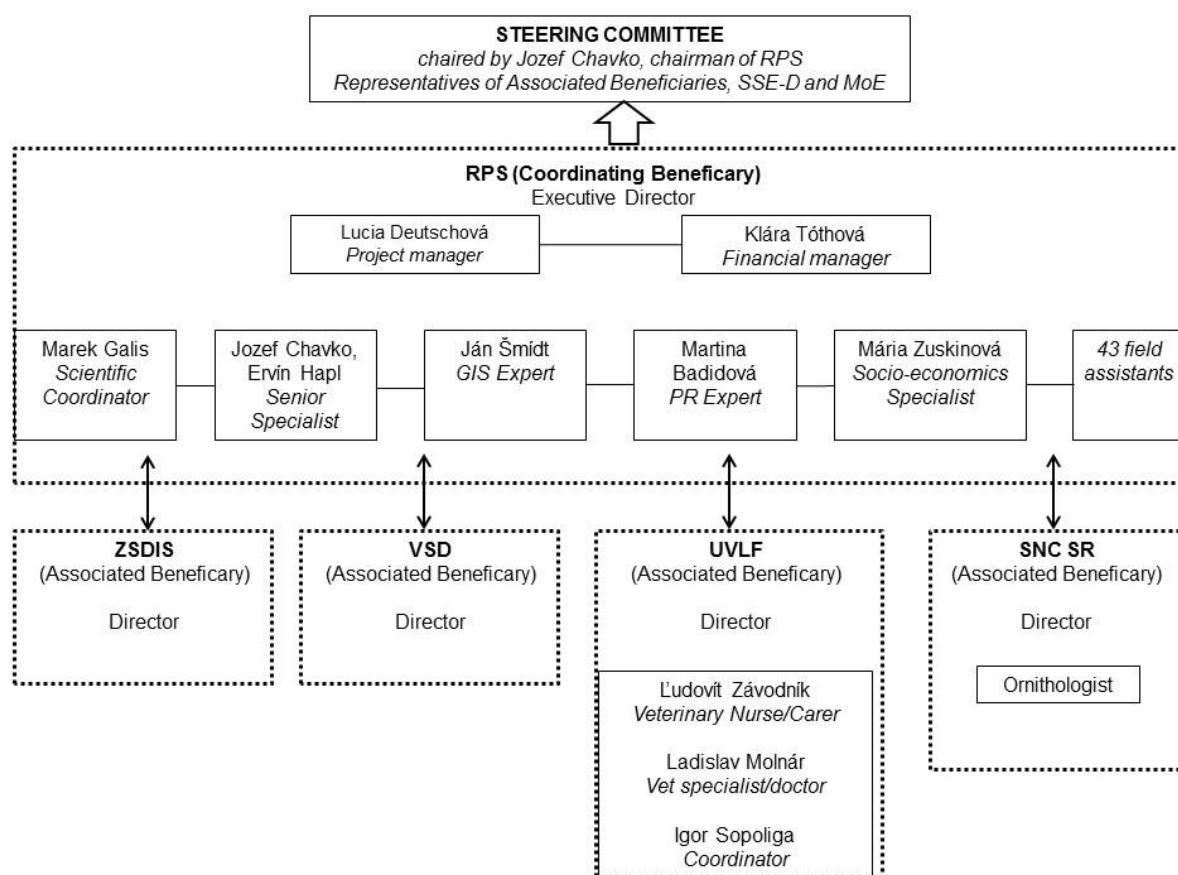 STEERING COMMITTEE
chaired by Jozef Chavko, chairman of RPS
Representatives of Associated Beneficiaries, SSE-D and MoE
RPS (Coordinating Beneficary)
Executive Director
Lucia Deutschová
Project manager
Klára Tóthová
Financial manager
Marek Galis
Scientific
Coordinator
Jozef Chavko,
Ervín Hapl
Senior
Specialist
Ján Šmídt
GIS Expert
Martina
Badidová
PR Expert
Mária Zuskinová
Socio-economics
Specialist
43 field
assistants
ZSDIS
(Associated Beneficary)
Director
VSD
(Associated Beneficary)
Director
UVLF
(Associated Beneficary)
Director
Ľudovít Závodník
Veterinary Nurse/Carer
Ladislav Molnár
Vet specialist/doctor
Igor Sopoliga
Coordinator
SNC SR
(Associated Beneficary)
Director
Ornithologist